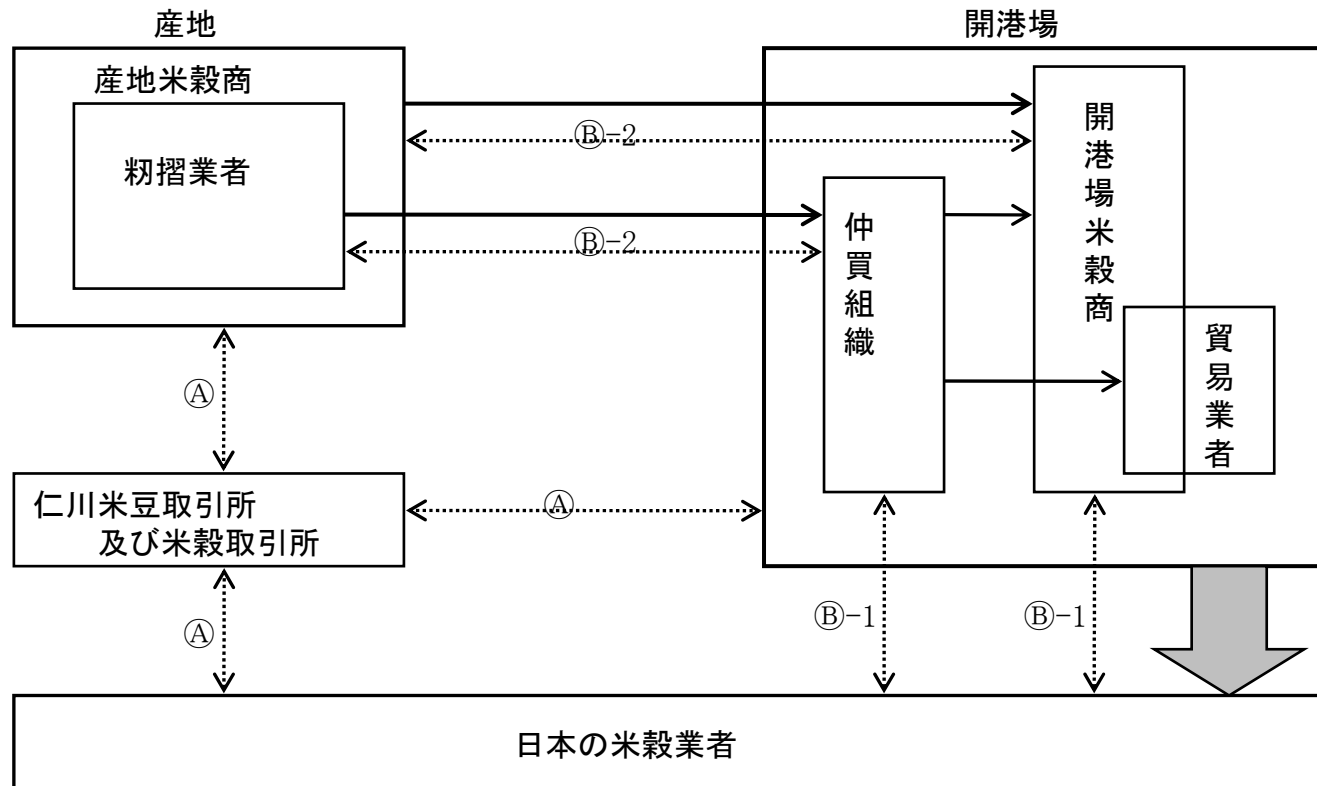 産地
開港場
産地米穀商
籾摺業者
Ⓑ-2
Ⓑ-2
仲買組織
開港場米穀商
貿易業者
Ⓐ
仁川米豆取引所
及び米穀取引所
Ⓐ
Ⓐ
Ⓑ-1
Ⓑ-1
日本の米穀業者